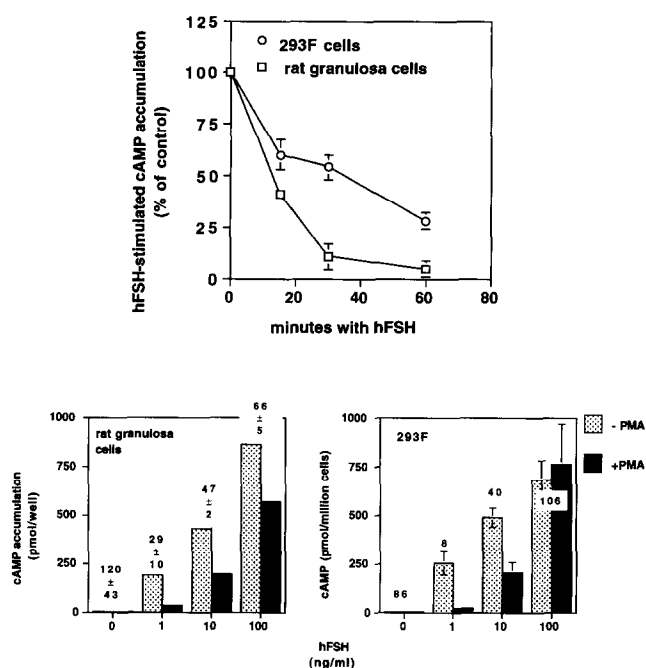 125
100
75
50
25
0
hFSH-stimulated cAMP accumulation
(% of control)
293F cells
rat granulosa cells
0 20 40 60 80
minutes with hFSH
1000
750
500
250
0
cAMP accumulation
(pmol/well)
rat granulosa
cells
120
±
43
29
±
10
47
±
2
66
±
5
0 1 10 100
1000
750
500
250
0
cAMP (pmol/million cells)
293F
86
8
40
106
0 1 10 100
- PMA
+PMA
hFSH
(ng/ml)